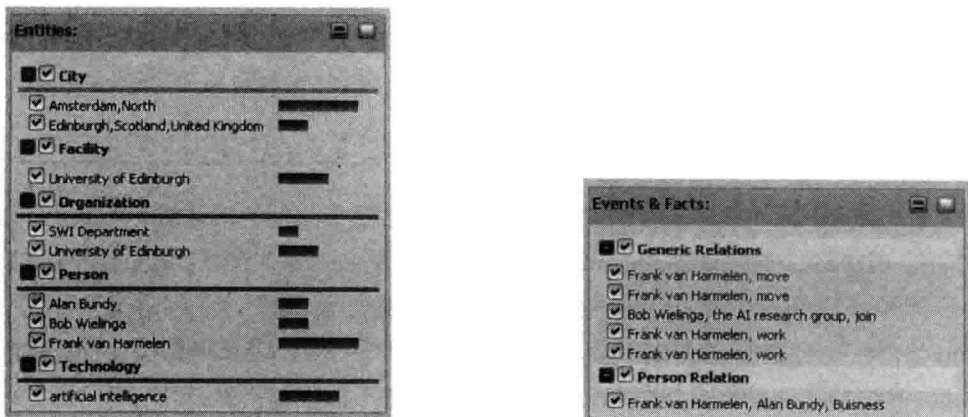 Entities:
City
Amsterdam,North
Edinburgh,Scotland,United Kingdom
Facility
University of Edinburgh
Organization
SWI Department
University of Edinburgh
Person
Alan Bundy
Bob Wielinga
Frank van Harmelen
Technology
artificial intelligence
Events & Facts:
Generic Relations
Frank van Harmelen, move
Frank van Harmelen, move
Bob Wielinga, the AI research group, join
Frank van Harmelen, work
Frank van Harmelen, work
Person Relation
Frank van Harmelen, Alan Bundy, Buisness